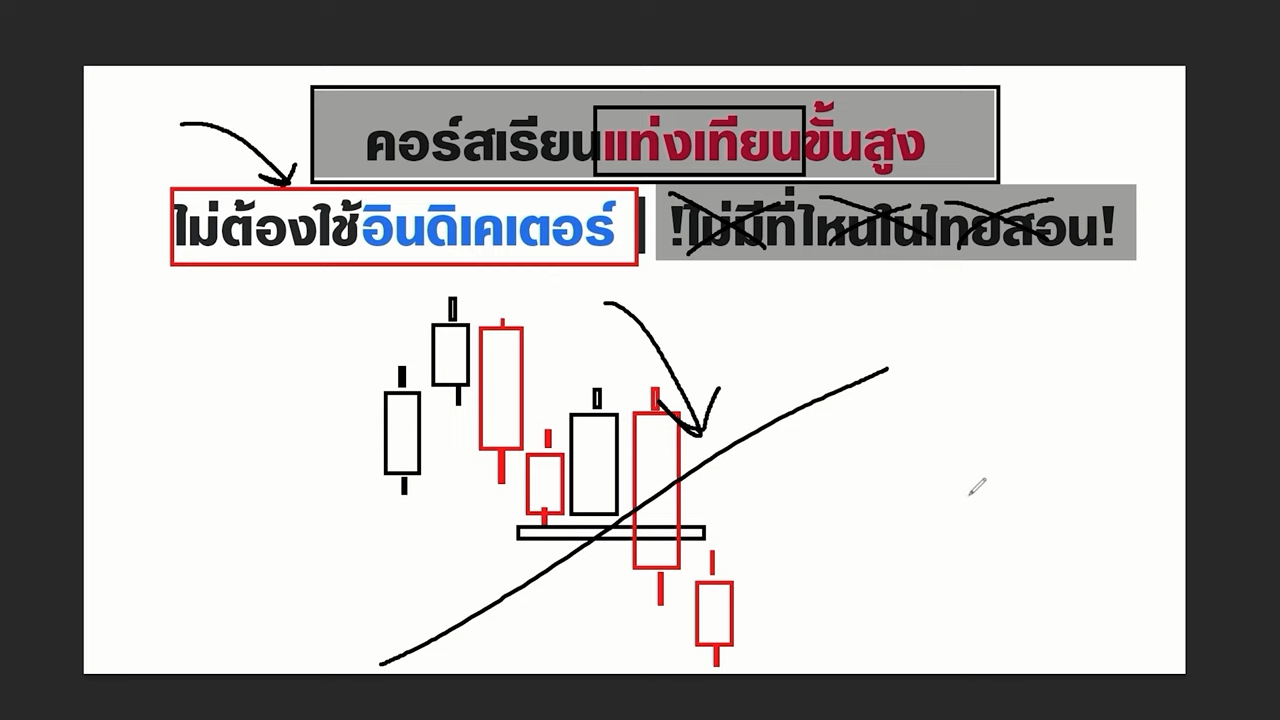 คอร์สเรียนแท่งเทียนขั้นสูง
ไม่ต้องใช้อินดิเคเตอร์ | !ไม่มีที่ไหนในไทยสอน!